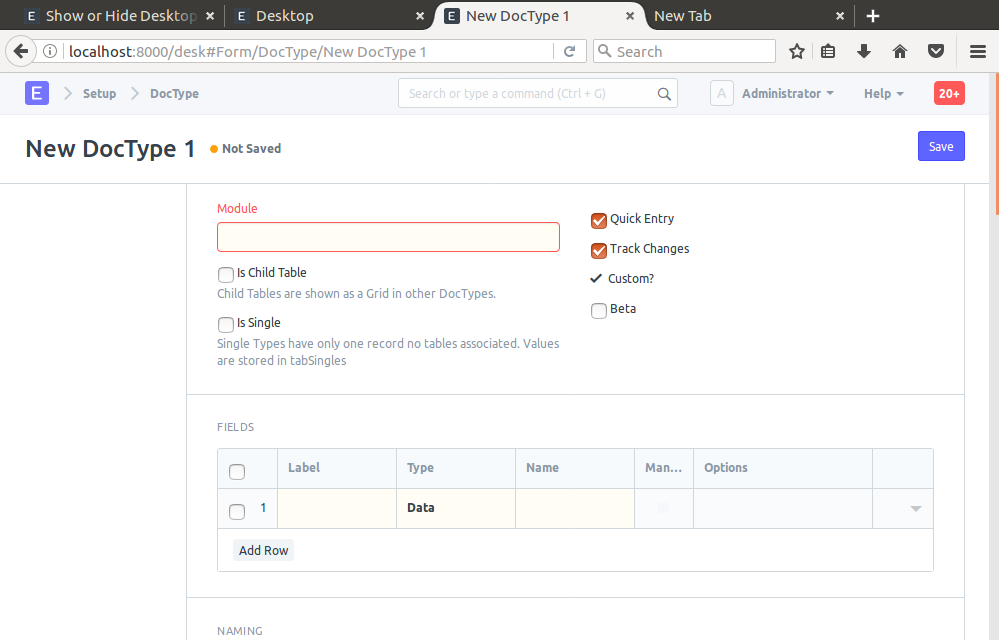 E Show or Hide Desktop
E Desktop
E New DocType 1
New Tab
localhost:8000/desk#Form/DocType/New DocType 1
Search
E Setup DocType
Search or type a command (Ctrl + G)
A Administrator
Help
20+
New DocType 1
Not Saved
Save
Module
Is Child Table
Child Tables are shown as a Grid in other DocTypes.
Is Single
Single Types have only one record no tables associated. Values
are stored in tabSingles
Quick Entry
Track Changes
Custom?
Beta
FIELDS
Label Type Name Man... Options
1 Data
Add Row
NAMING